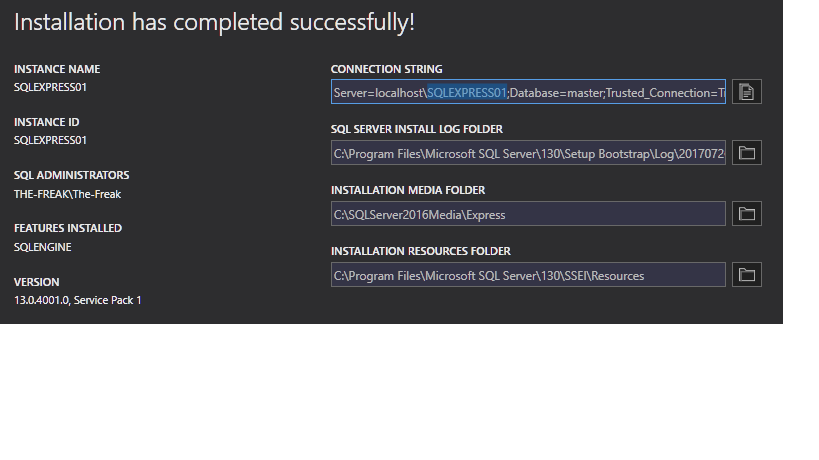 Installation has completed successfully!
INSTANCE NAME
SQLEXPRESS01
INSTANCE ID
SQLEXPRESS01
SQL ADMINISTRATORS
THE-FREAK\The-Freak
FEATURES INSTALLED
SQLENGINE
VERSION
13.0.4001.0, Service Pack 1
CONNECTION STRING
Server=localhost\SQLEXPRESS01;Database=master;Trusted_Connection=
SQL SERVER INSTALL LOG FOLDER
C:\Program Files\Microsoft SQL Server\130\Setup Bootstrap\Log\2017072
INSTALLATION MEDIA FOLDER
C:\SQLServer2016Media\Express
INSTALLATION RESOURCES FOLDER
C:\Program Files\Microsoft SQL Server\130\SSEI\Resources